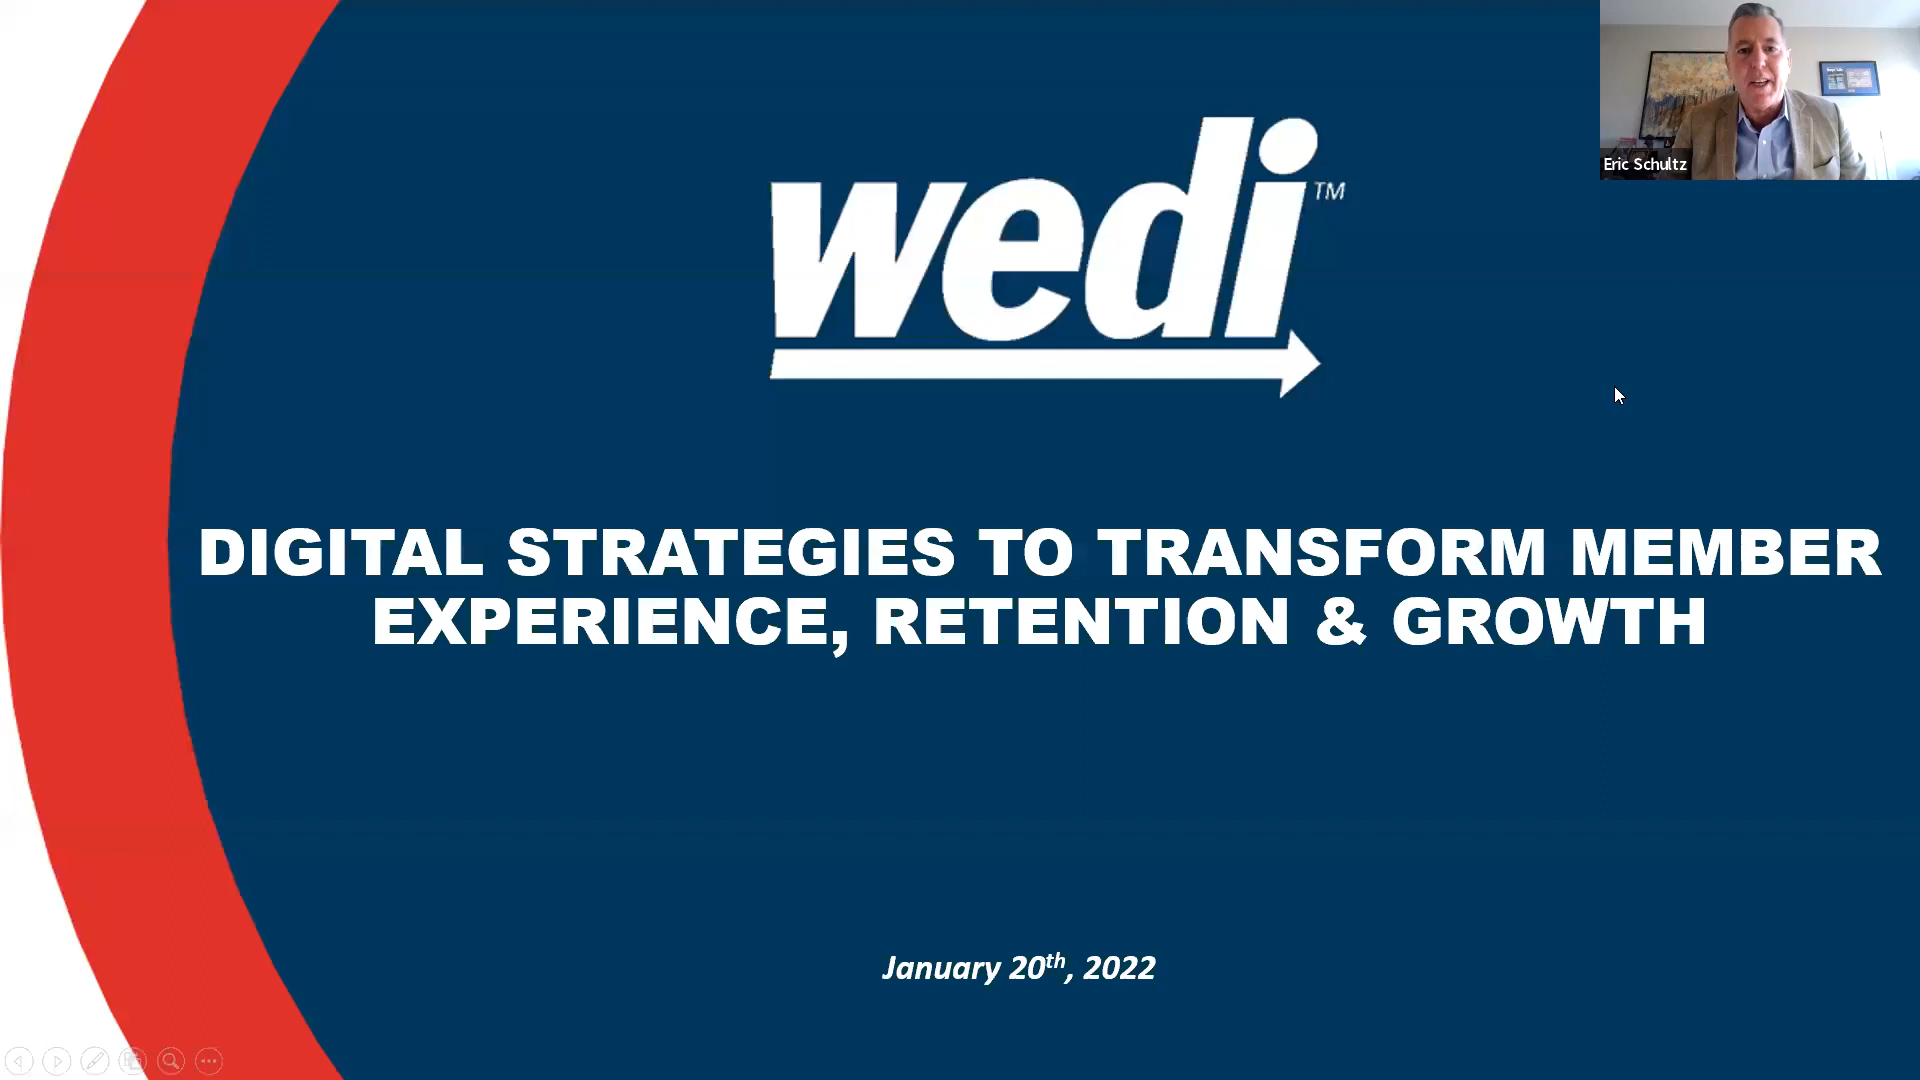 wedi™
Eric Schultz
DIGITAL STRATEGIES TO TRANSFORM MEMBER
EXPERIENCE, RETENTION & GROWTH
January 20th, 2022